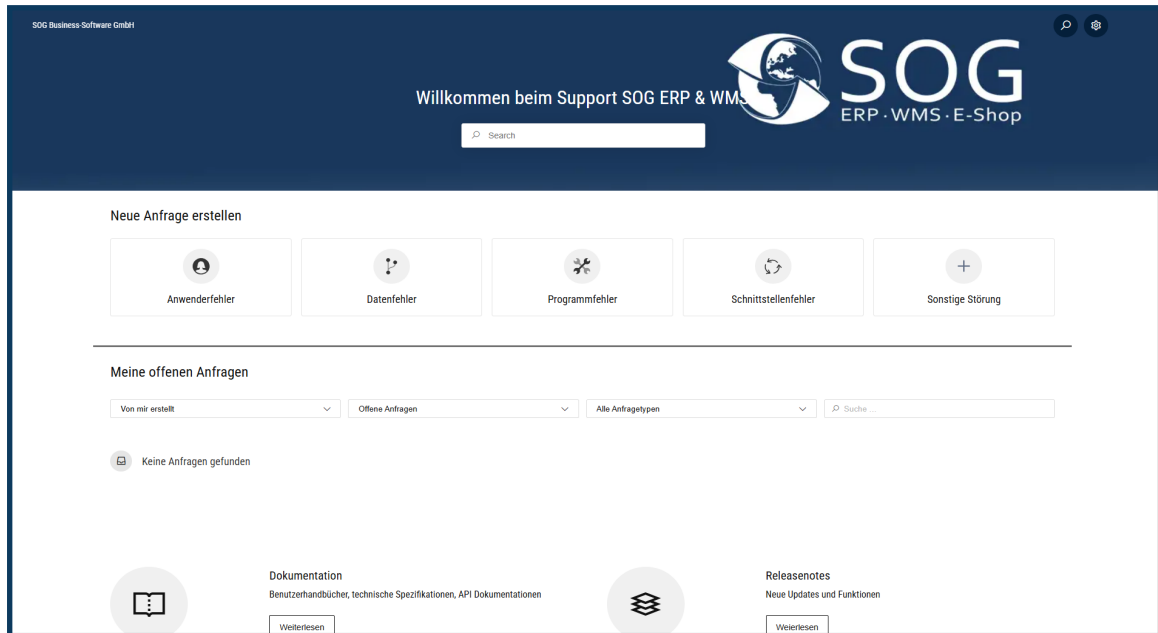 SOG Business-Software GmbH
SOG
ERP · WMS · E-Shop
Willkommen beim Support SOG ERP & WMS
Search
Neue Anfrage erstellen
Anwenderfehler
Datenfehler
Programmfehler
Schnittstellenfehler
Sonstige Störung
Meine offenen Anfragen
Von mir erstellt
Offene Anfragen
Alle Anfragetypen
Suche ...
Keine Anfragen gefunden
Dokumentation
Benutzerhandbücher, technische Spezifikationen, API Dokumentationen
Weiterlesen
Releasenotes
Neue Updates und Funktionen
Weierlesen